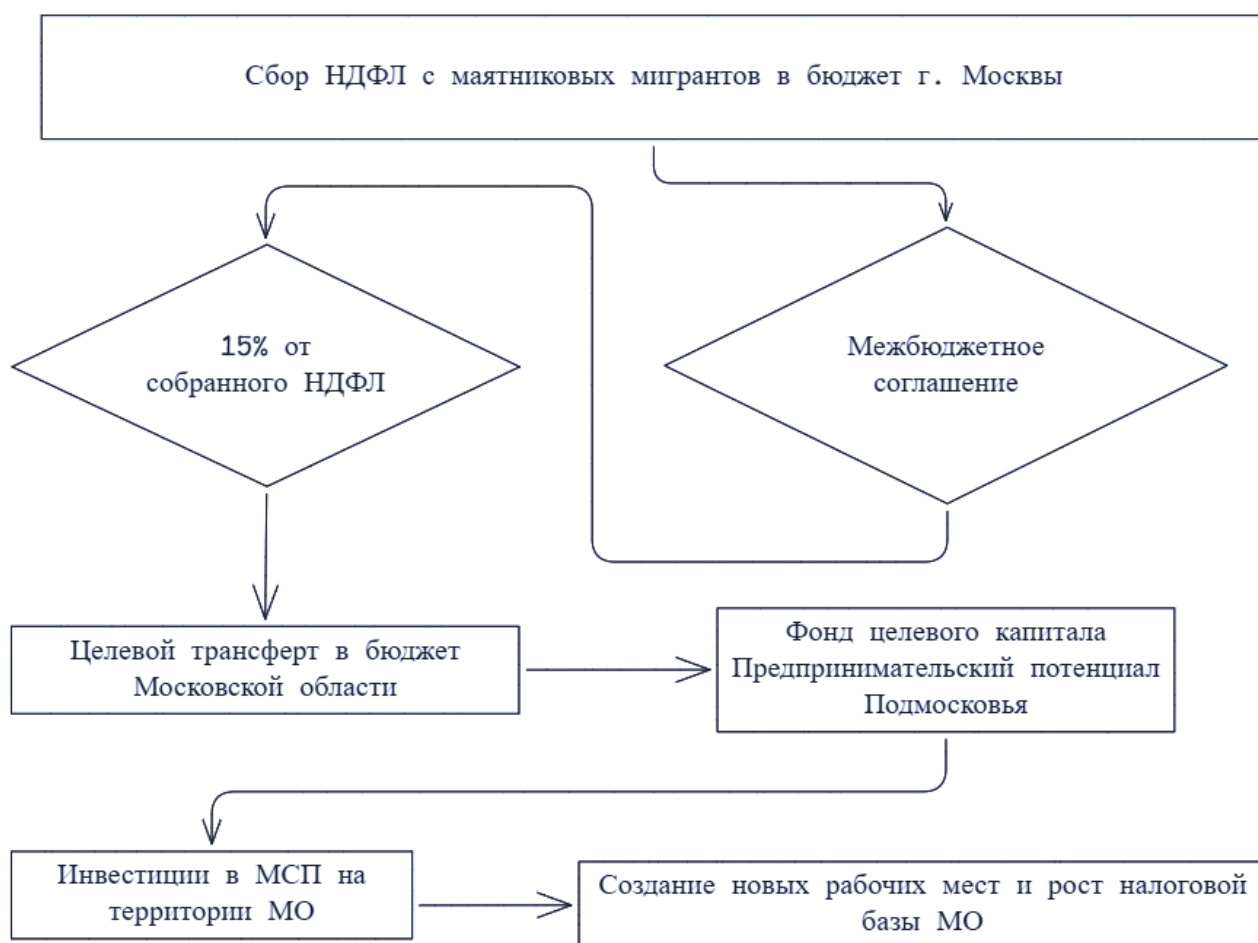 Сбор НДФЛ с маятниковых мигрантов в бюджет г. Москвы
Межбюджетное
соглашение
15% от
собранного НДФЛ
Целевой трансферт в бюджет
Московской области
Фонд целевого капитала
Предпринимательский потенциал
Подмосковья
Инвестиции в МСП на
территории МО
Создание новых рабочих мест и рост налоговой
базы МО